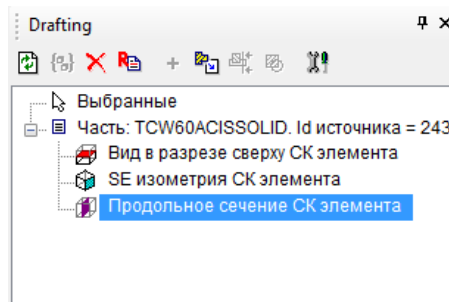 Drafting
Выбранные
Часть: TCW60ACISSOLID. Id источника = 243
Вид в разрезе сверху СК элемента
SE изометрия СК элемента
Продольное сечение СК элемента